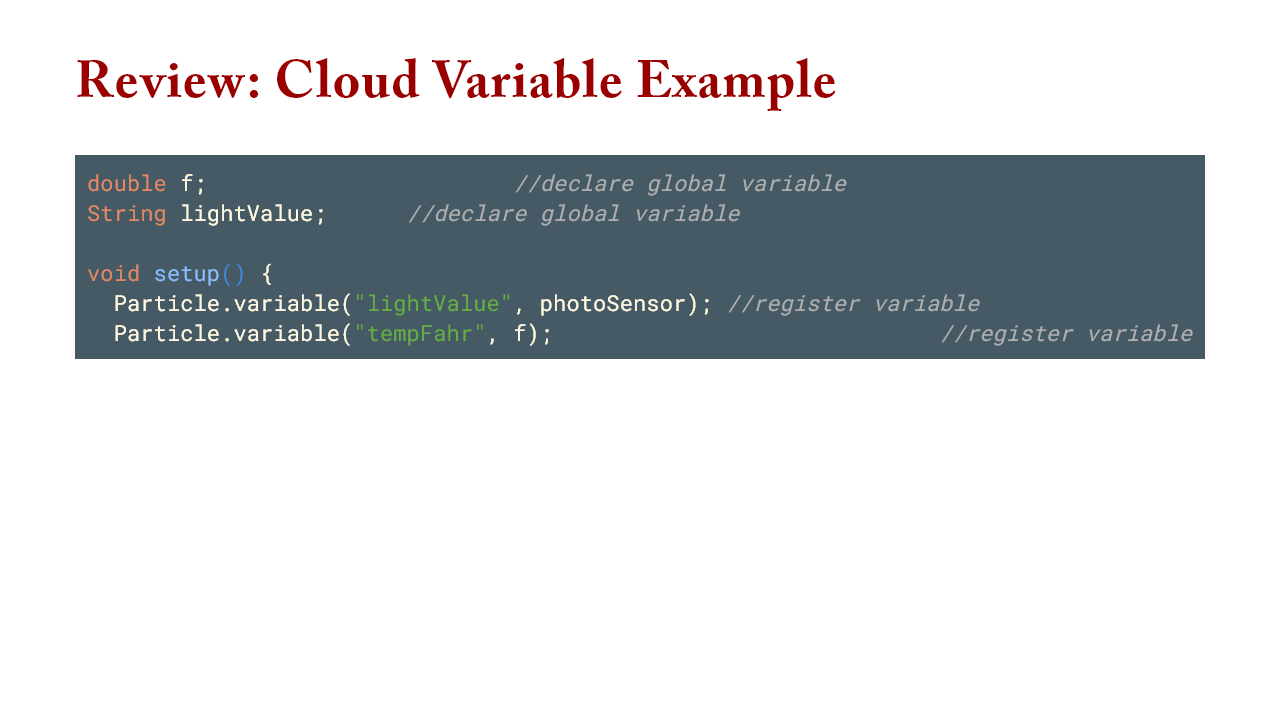 Review: Cloud Variable Example
double f; //declare global variable
String lightValue; //declare global variable
void setup() {
Particle.variable("lightValue", photoSensor); //register variable
Particle.variable("tempFahr", f); //register variable